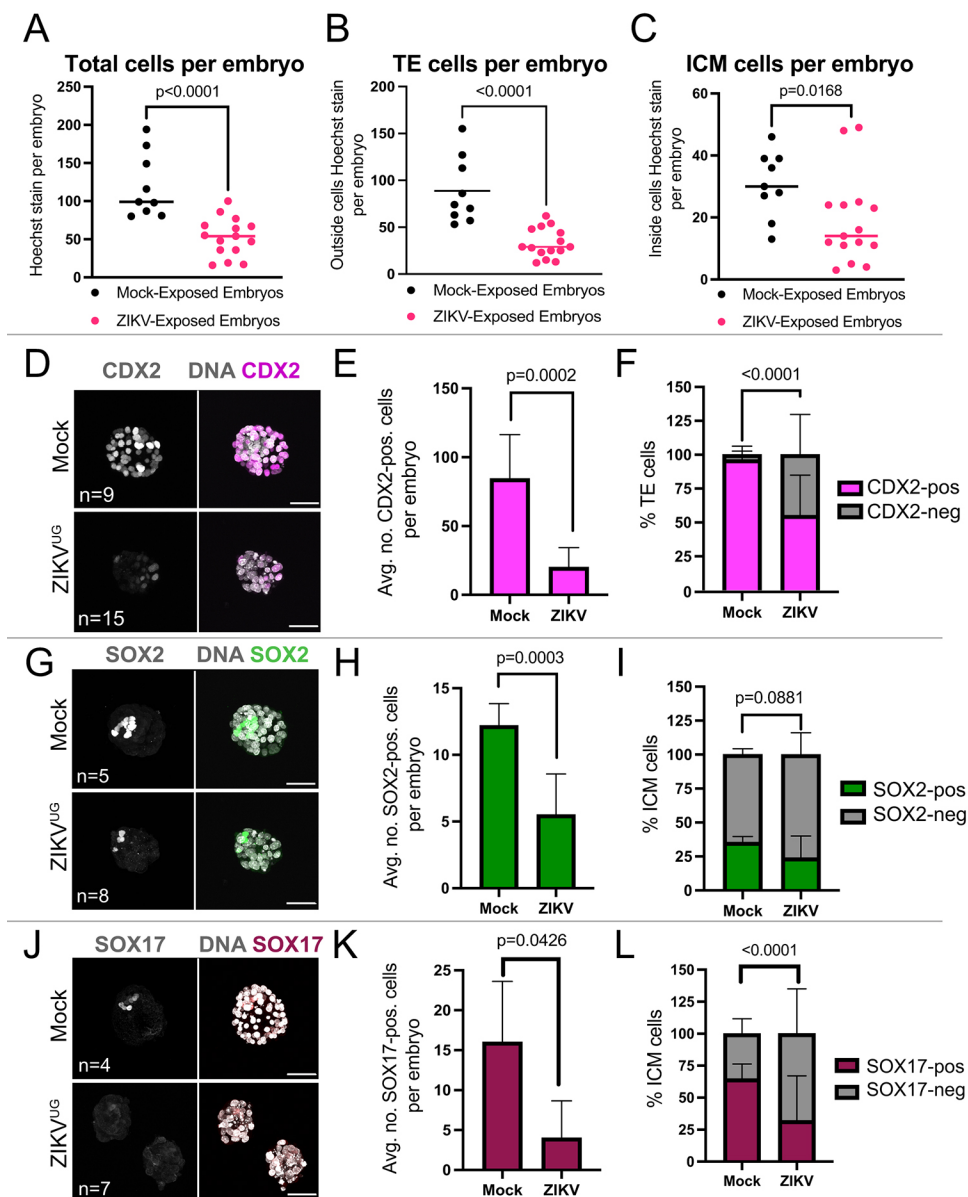 A
Total cells per embryo
p<0.0001
Hoechst stain per embryo
250
200
150
100
50
0
Mock-Exposed Embryos
ZIKV-Exposed Embryos
B
TE cells per embryo
<0.0001
Outside cells Hoechst stain
per embryo
200
150
100
50
0
Mock-Exposed Embryos
ZIKV-Exposed Embryos
C
ICM cells per embryo
p=0.0168
Inside cells Hoechst stain
per embryo
60
40
20
0
Mock-Exposed Embryos
ZIKV-Exposed Embryos
D
CDX2
DNA CDX2
Mock
n=9
ZIKVUG
n=15
E
p=0.0002
Avg. no. CDX2-pos. cells
per embryo
150
100
50
0
Mock
ZIKV
F
<0.0001
% TE cells
150
125
100
75
50
25
0
Mock
ZIKV
CDX2-pos
CDX2-neg
G
SOX2
DNA SOX2
Mock
n=5
ZIKVUG
n=8
H
p=0.0003
Avg. no. SOX2-pos. cells
per embryo
15
10
5
0
Mock
ZIKV
I
p=0.0881
% ICM cells
150
125
100
75
50
25
0
Mock
ZIKV
SOX2-pos
SOX2-neg
J
SOX17
DNA SOX17
Mock
n=4
ZIKVUG
n=7
K
p=0.0426
Avg. no. SOX17-pos. cells
per embryo
25
20
15
10
5
0
Mock
ZIKV
L
<0.0001
% ICM cells
150
125
100
75
50
25
0
Mock
ZIKV
SOX17-pos
SOX17-neg